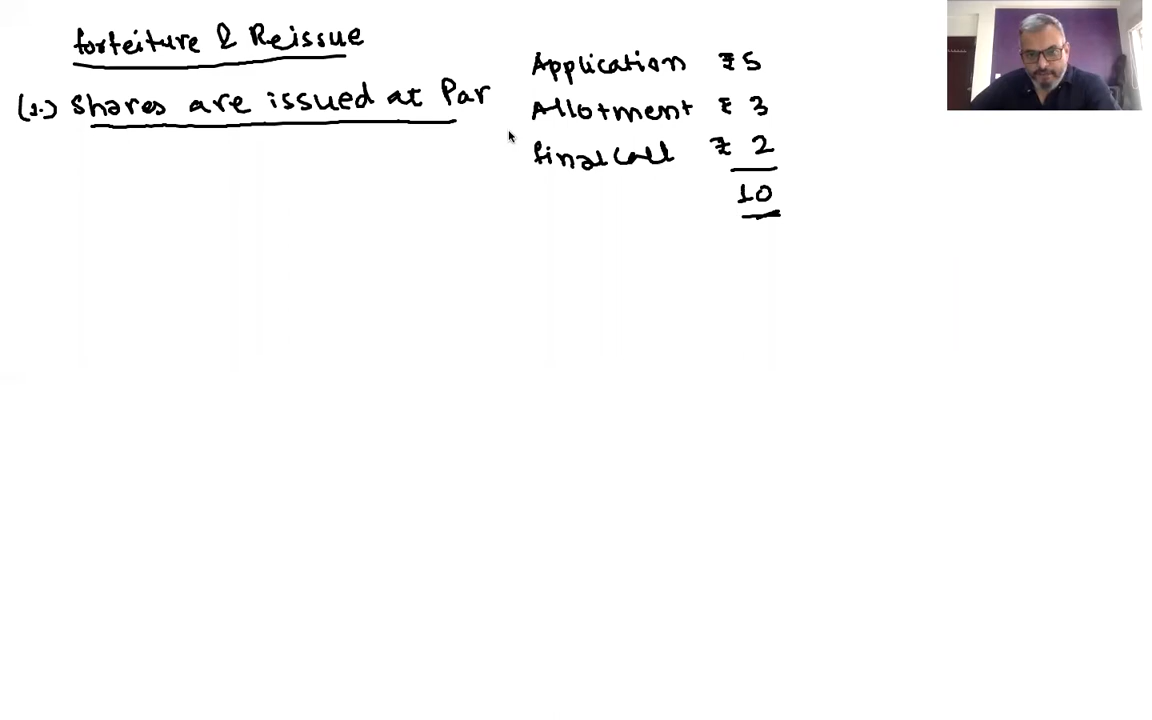 forfeiture & Reissue
(1.) Shares are issued at Par
Application ₹5
Allotment ₹ 3
final call ₹ 2
10